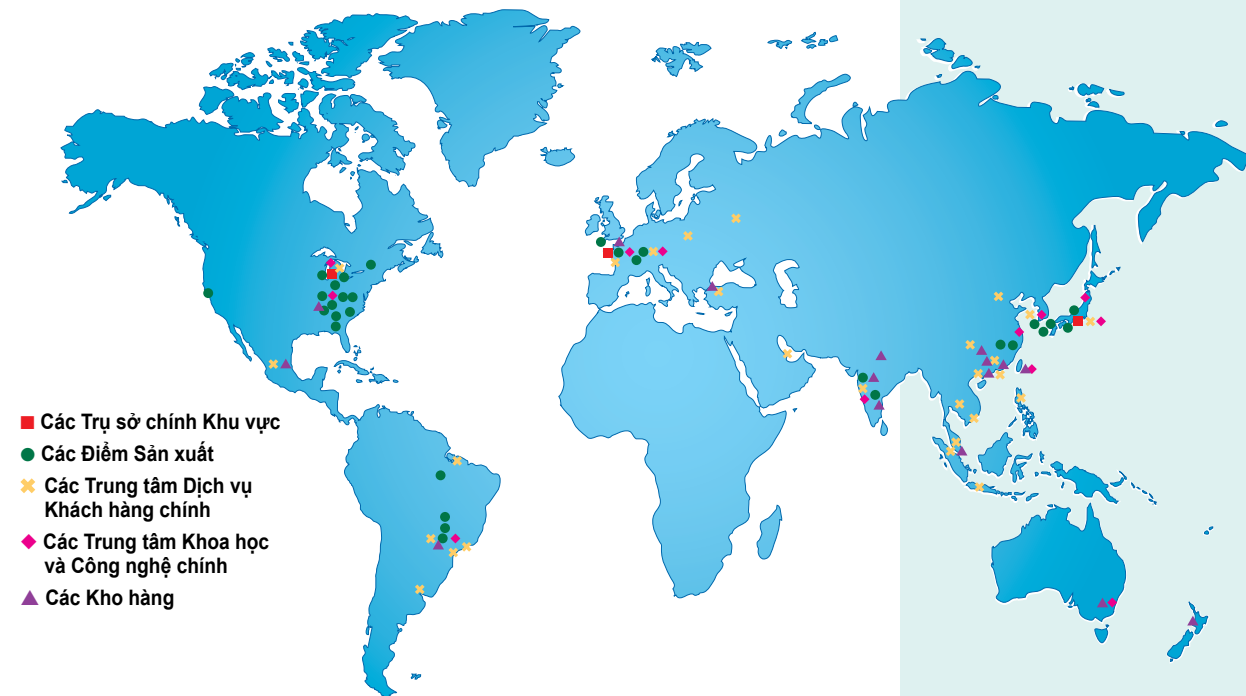 Các Trụ sở chính Khu vực
Các Điểm Sản xuất
Các Trung tâm Dịch vụ
Khách hàng chính
Các Trung tâm Khoa học
và Công nghệ chính
Các Kho hàng